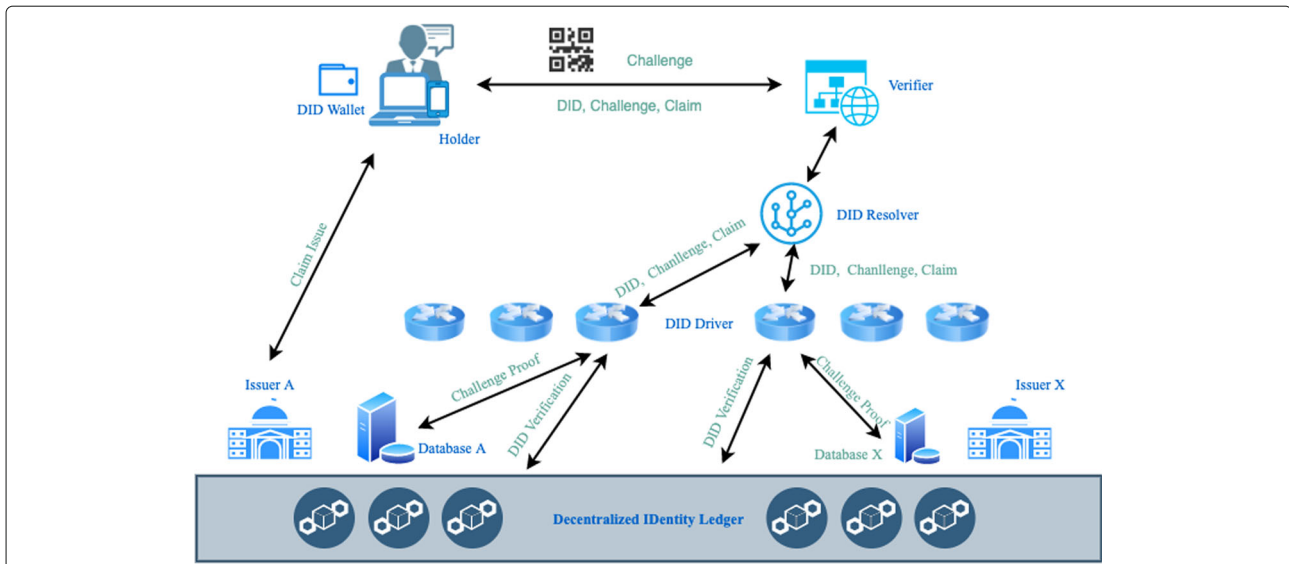 Challenge
DID Wallet
DID, Challenge, Claim
Verifier
Holder
DID Resolver
Claim Issue
DID, Chanllenge, Claim
DID, Chanllenge, Claim
DID Driver
Challenge Proof
DID Verification
DID Verification
Challenge Proof
Issuer A
Issuer X
Database A
Database X
Decentralized IDentity Ledger